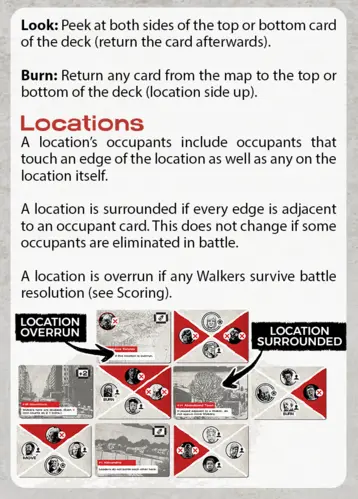 Look: Peek at both sides of the top or bottom card
of the deck (return the card afterwards).
Burn: Return any card from the map to the top or
bottom of the deck (location side up).
Locations
A location's occupants include occupants that
touch an edge of the location as well as any on the
location itself.
A location is surrounded if every edge is adjacent
to an occupant card. This does not change if some
occupants are eliminated in battle.
A location is overrun if any Walkers survive battle
resolution (see Scoring).
LOCATION
OVERRUN
LOCATION
SURROUNDED
+2
BURN
BURN
MOVE